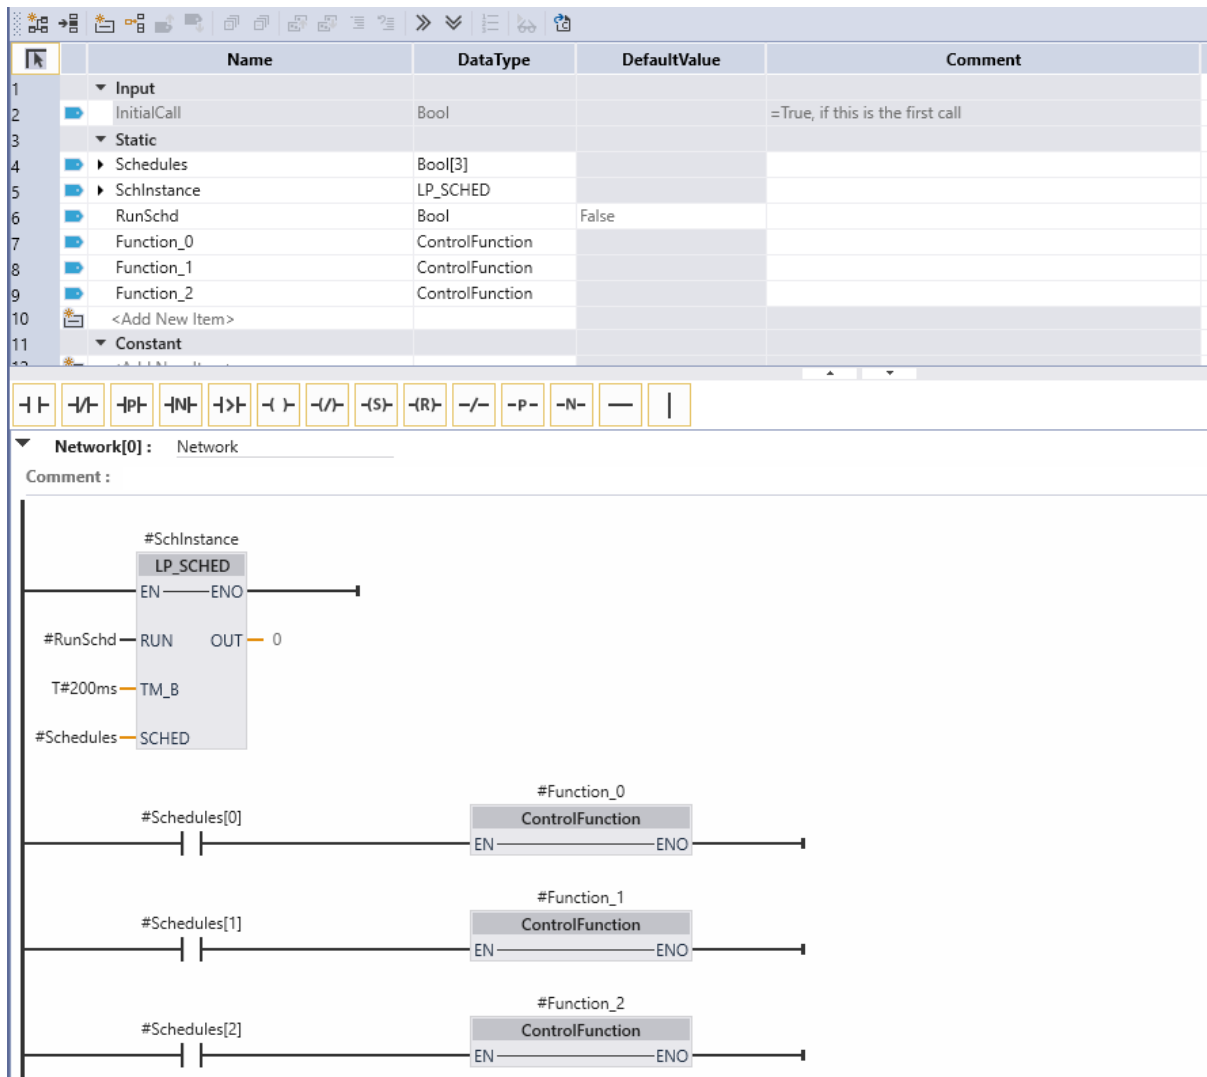 Name DataType DefaultValue Comment
1 Input
2 InitialCall Bool =True, if this is the first call
3 Static
4 Schedules Bool[3]
5 SchInstance LP_SCHED
6 RunSchd Bool False
7 Function_0 ControlFunction
8 Function_1 ControlFunction
9 Function_2 ControlFunction
10 <Add New Item>
11 Constant
Network[0] : Network
Comment :
#SchInstance
LP_SCHED
EN ENO
#RunSchd RUN OUT 0
T#200ms TM_B
#Schedules SCHED
#Function_0
#Schedules[0] ControlFunction
EN ENO
#Function_1
#Schedules[1] ControlFunction
EN ENO
#Function_2
#Schedules[2] ControlFunction
EN ENO